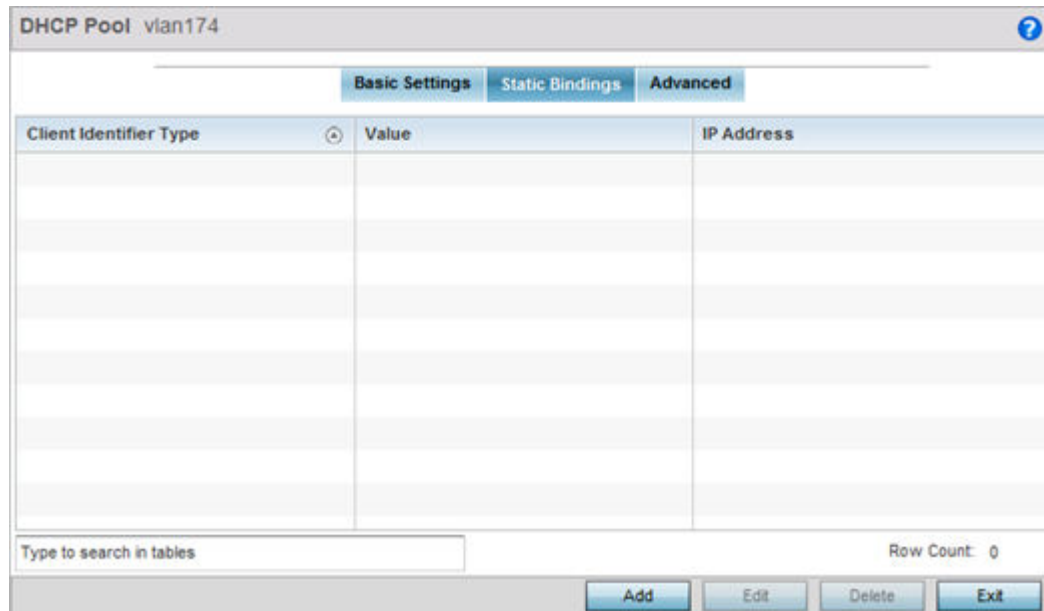 DHCP Pool vlan174 ?
Basic Settings Static Bindings Advanced
Client Identifier Type Value IP Address
Type to search in tables Row Count: 0
Add Edit Delete Exit